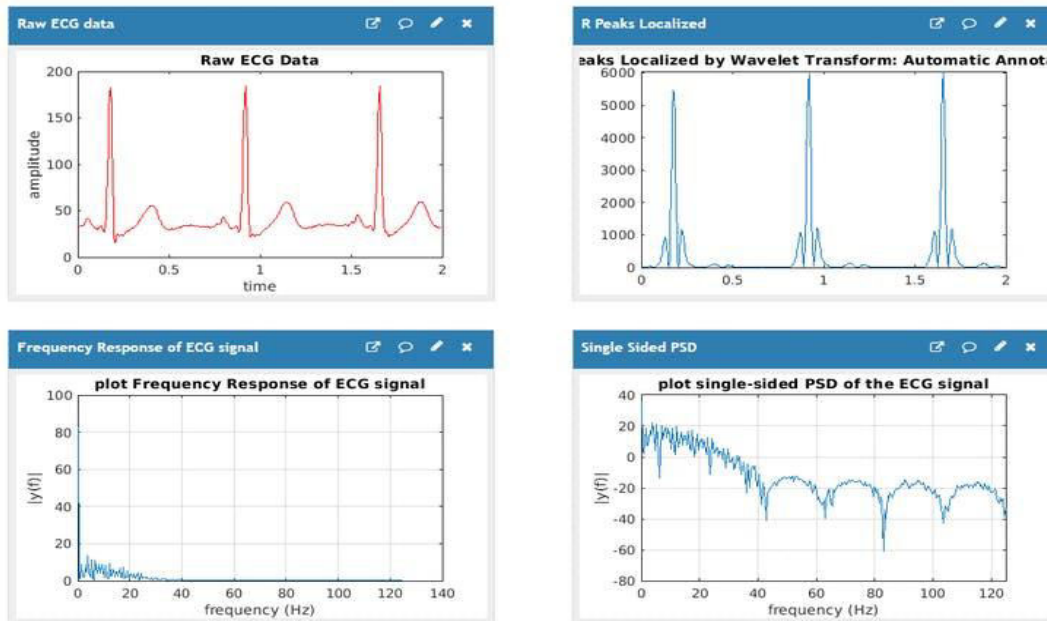 Raw ECG data
Raw ECG Data
200
150
100
50
0
amplitude
0 0.5 1 1.5 2
time
R Peaks Localized
eaks Localized by Wavelet Transform: Automatic Annota
6000
5000
4000
3000
2000
1000
0
0 0.5 1 1.5 2
Frequency Response of ECG signal
plot Frequency Response of ECG signal
100
80
60
40
20
0
|y(f)|
0 20 40 60 80 100 120 140
frequency (Hz)
Single Sided PSD
plot single-sided PSD of the ECG signal
40
20
0
-20
-40
-60
-80
|y(f)|
0 20 40 60 80 100 120
frequency (Hz)